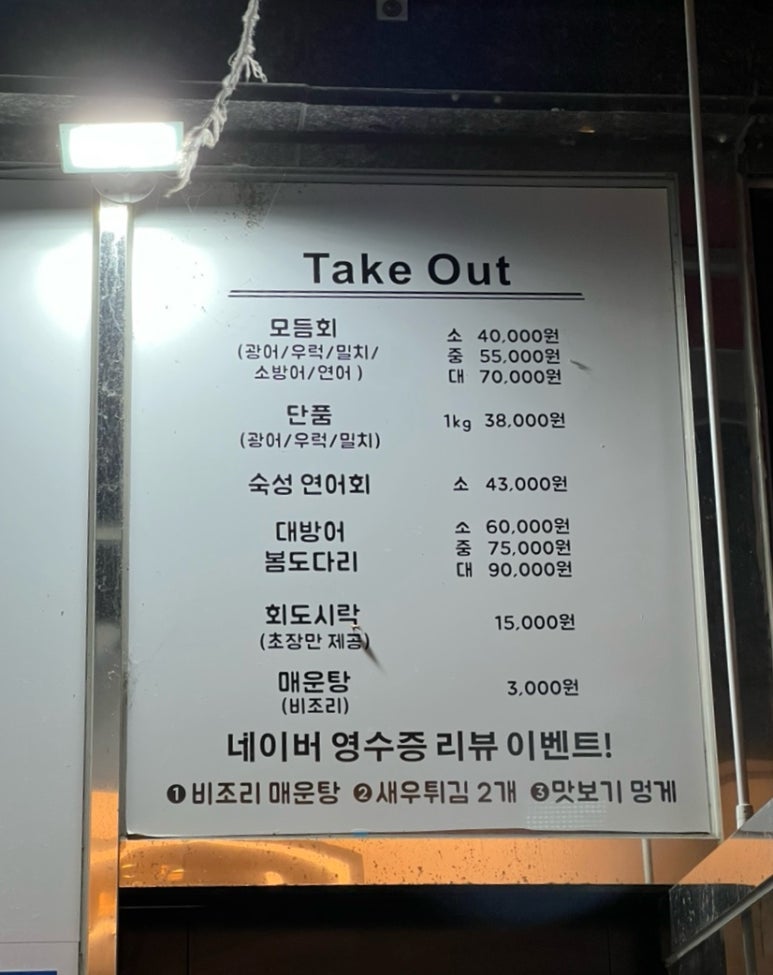 Take Out
모듬회
(광어/우럭/밀치/
소방어/연어)
소 40,000원
중 55,000원
대 70,000원
단품
(광어/우럭/밀치)
1kg 38,000원
숙성 연어회 소 43,000원
대방어
봄도다리
소 60,000원
중 75,000원
대 90,000원
회도시락
(초장만 제공)
15,000원
매운탕
(비조리)
3,000원
네이버 영수증 리뷰 이벤트!
❶비조리 매운탕 ❷새우튀김 2개 ❸맛보기 멍게